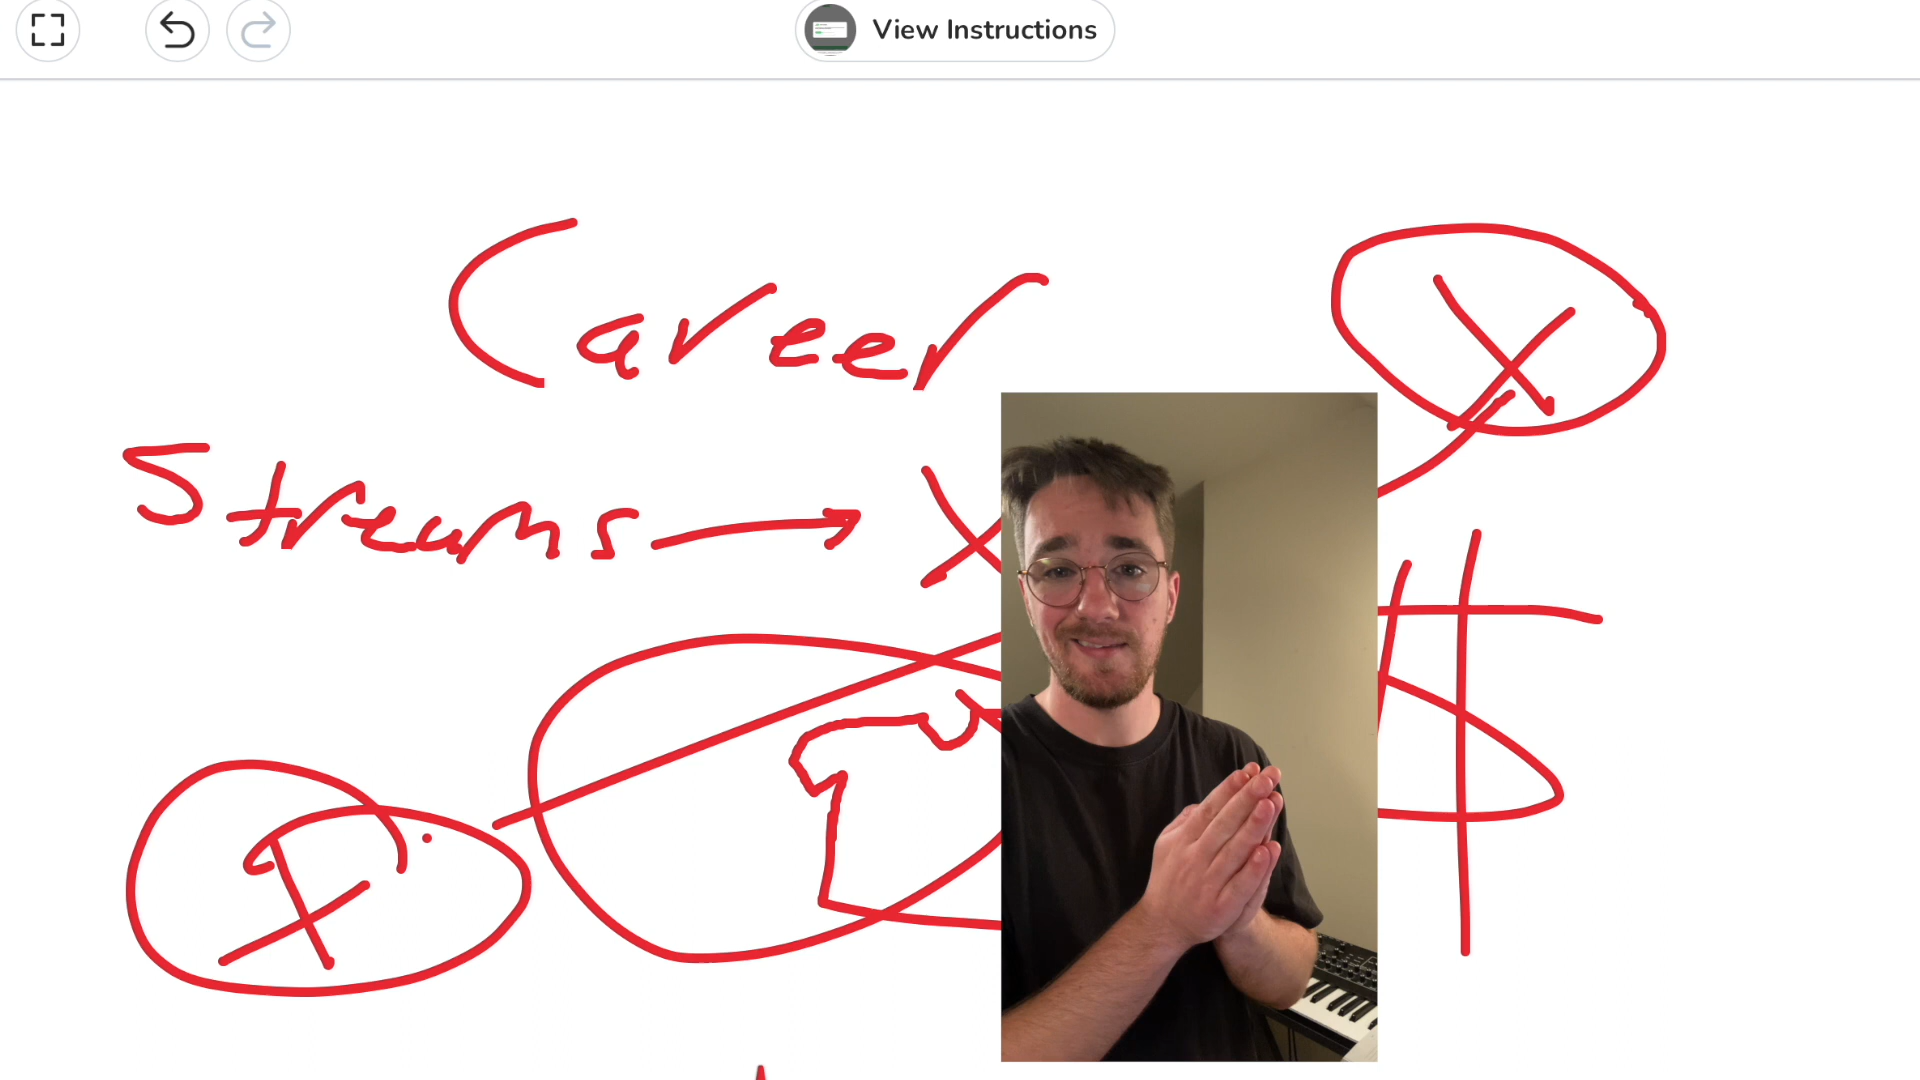 View Instructions
Career
X
Streams → X
$